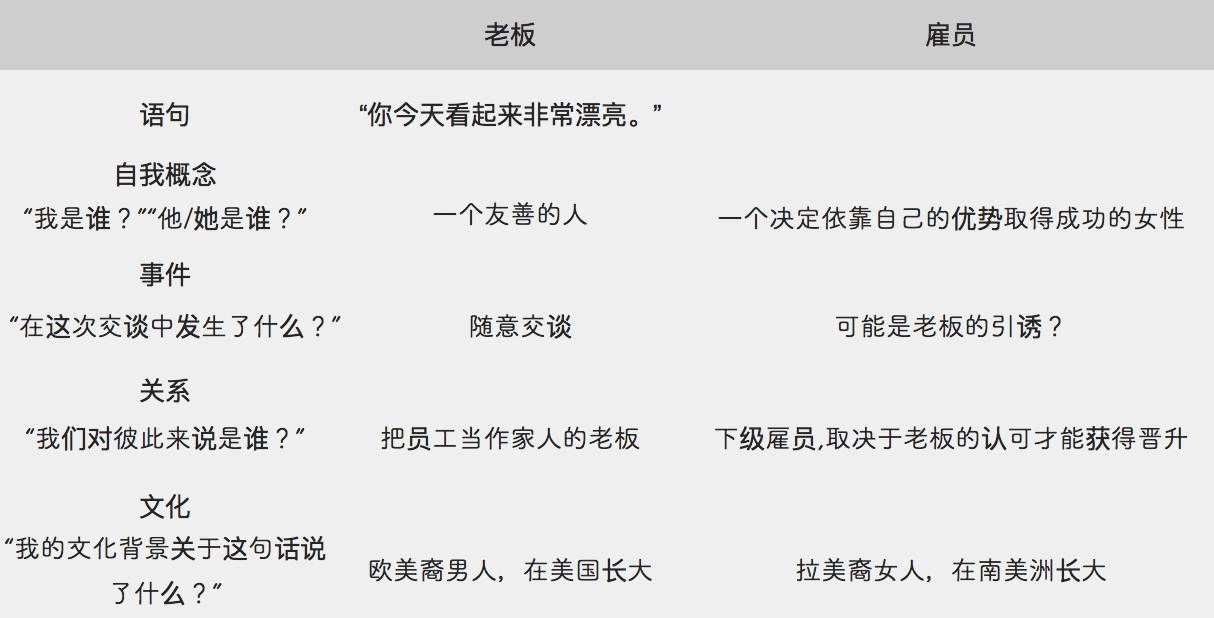 老板 雇员
语句 “你今天看起来非常漂亮。”
自我概念
“我是谁？”“他/她是谁？” 一个友善的人 一个决定依靠自己的优势取得成功的女性
事件
“在这次交谈中发生了什么？” 随意交谈 可能是老板的引诱？
关系
“我们对彼此来说是谁？” 把员工当作家人的老板 下级雇员,取决于老板的认可才能获得晋升
文化
“我的文化背景关于这句话说
了什么？” 欧美裔男人，在美国长大 拉美裔女人，在南美洲长大